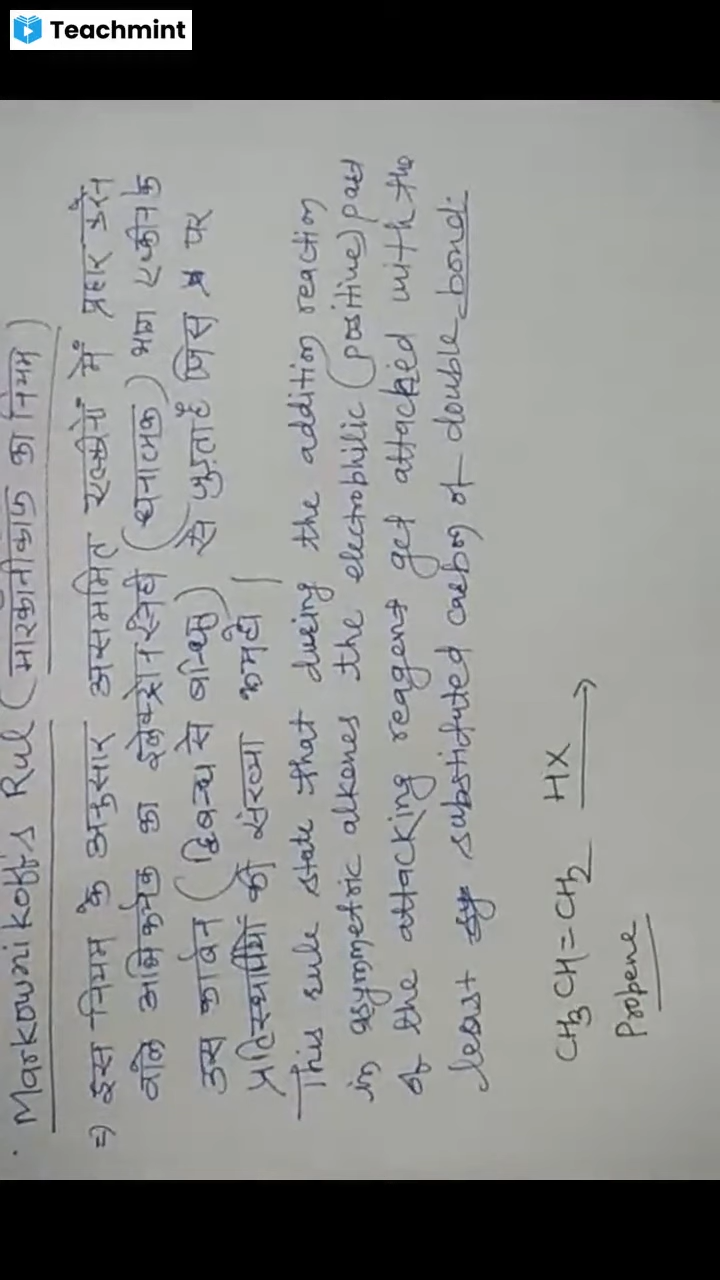 Teachmint
Markownikoff's Rul (मारकोनीकॉफ का नियम)
=) इस नियम के अनुसार असममित एल्कीनों में प्रहार करने
वाले अभिकर्मक का इलेक्ट्रोनस्नेही (धनात्मक) भाग एल्कीन के
उस कार्बन (द्विबन्ध से बन्धित) से जुड़ता है जिस पर
प्रतिस्थापियों की संख्या कम हो।
This rule state that during the addition reaction
in asymmetric alkenes the electrophilic (positive) part
of the attacking reagent get attached with the
least substituted carbon of double bond.
CH3 CH = CH2 HX →
Propene